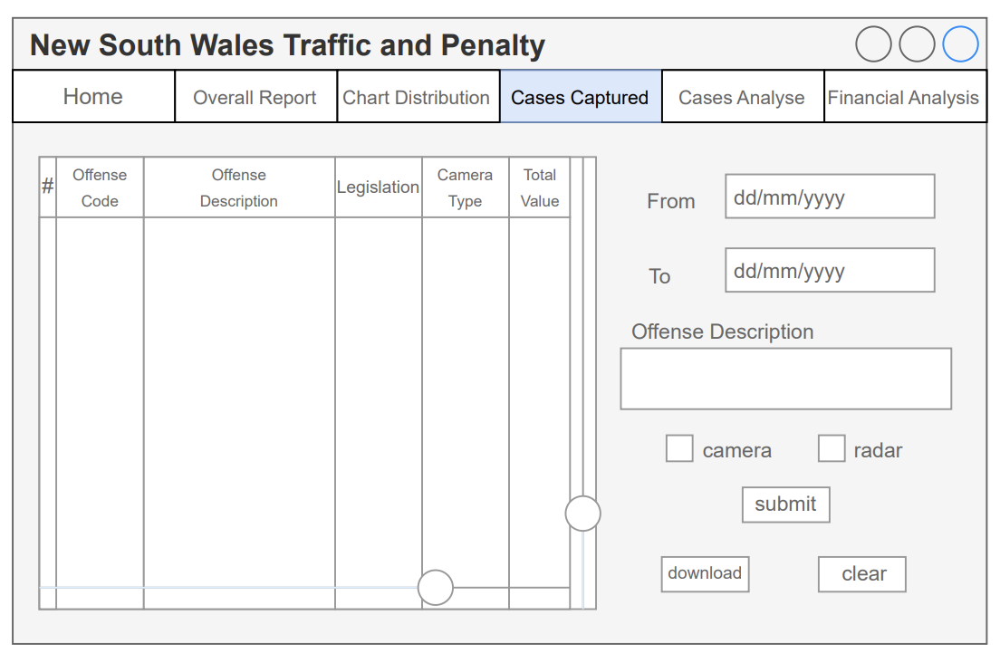 New South Wales Traffic and Penalty
Home
Overall Report
Chart Distribution
Cases Captured
Cases Analyse
Financial Analysis
#
Offense
Code
Offense
Description
Legislation
Camera
Type
Total
Value
From
dd/mm/yyyy
To
dd/mm/yyyy
Offense Description
camera
radar
submit
download
clear